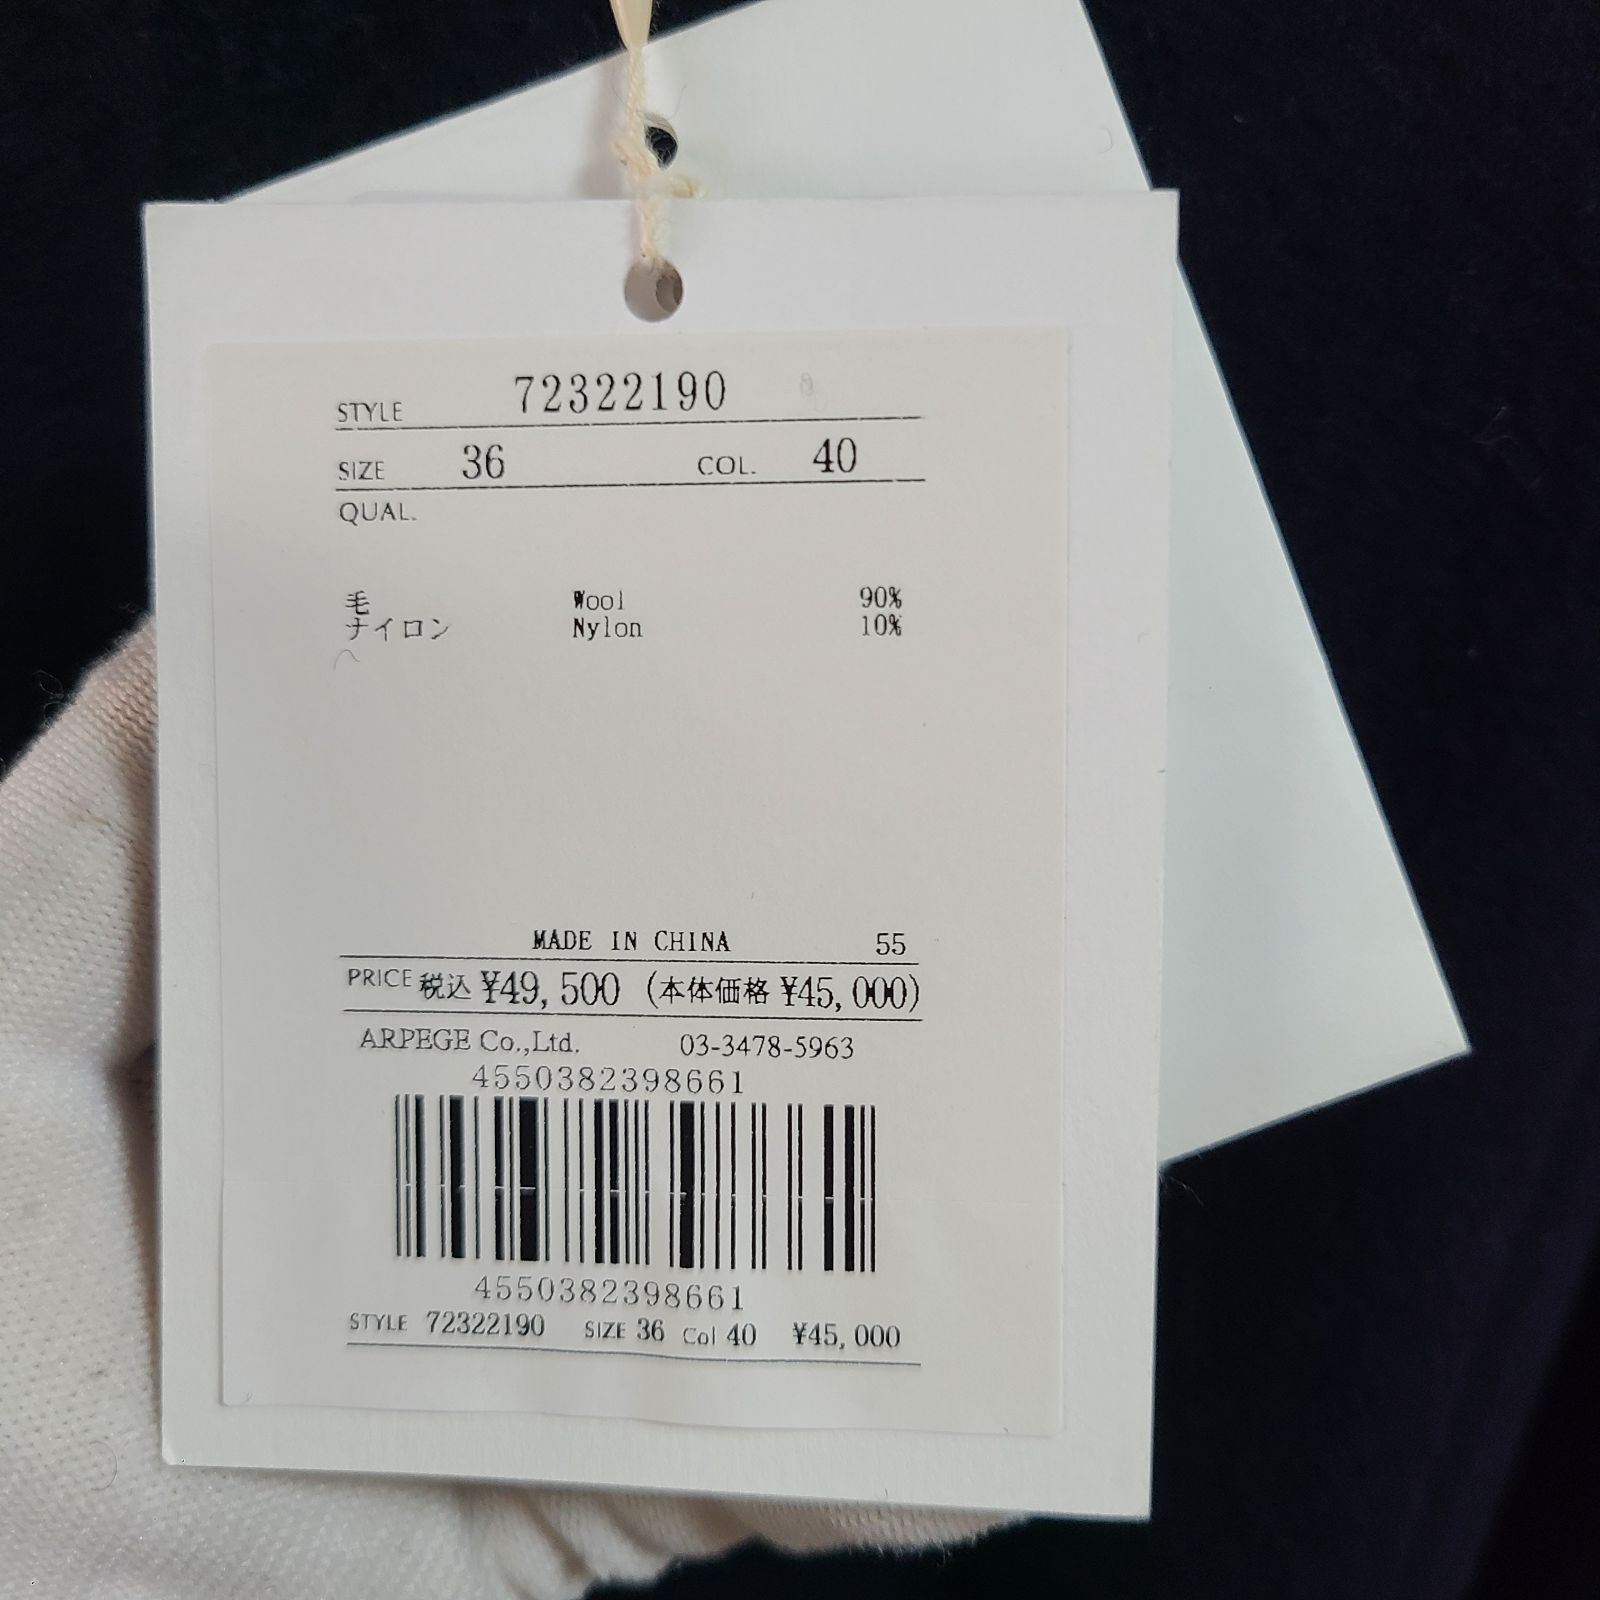 STYLE 72322190
SIZE 36 COL. 40
QUAL.
毛 Wool 90%
ナイロン Nylon 10%
MADE IN CHINA 55
PRICE 税込 ¥49,500 (本体価格 ¥45,000)
ARPEGE Co.,Ltd. 03-3478-5963
4550382398661
4550382398661
STYLE 72322190 SIZE 36 Col 40 ¥45,000